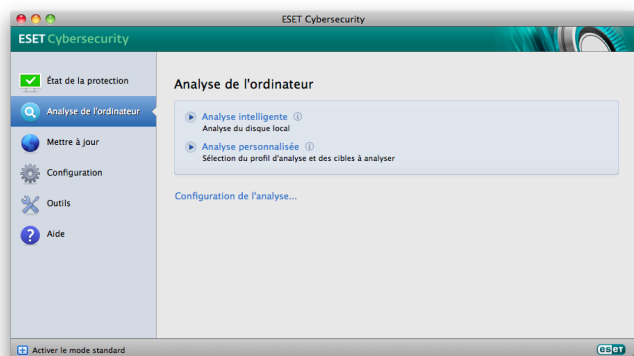 ESET Cybersecurity
ESET Cybersecurity
État de la protection
Analyse de l'ordinateur
Mettre à jour
Configuration
Outils
Aide
Analyse de l'ordinateur
Analyse intelligente
Analyse du disque local
Analyse personnalisée
Sélection du profil d'analyse et des cibles à analyser
Configuration de l'analyse...
Activer le mode standard
eset